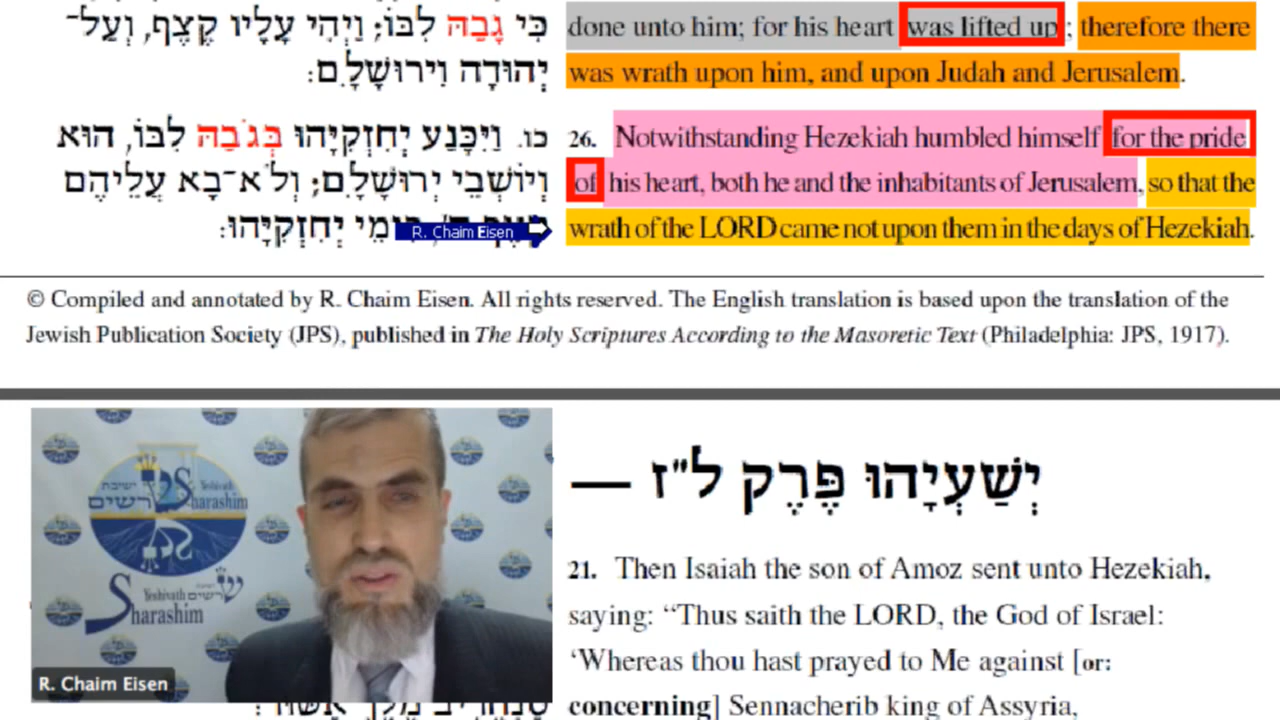 כִּי גָבַהּ לִבּוֹ; וַיְהִי עָלָיו קֶצֶף, וְעַל־
יְהוּדָה וִירוּשָׁלָ‍ִם:
done unto him; for his heart was lifted up; therefore there
was wrath upon him, and upon Judah and Jerusalem.
כו. וַיִּכָּנַע יְחִזְקִיָּהוּ בְּגֹבַהּ לִבּוֹ, הוּא
וְיוֹשְׁבֵי יְרוּשָׁלָ‍ִם; וְלֹא־בָא עֲלֵיהֶם
יְחִזְקִיָּהוּ:
26. Notwithstanding Hezekiah humbled himself for the pride
of his heart, both he and the inhabitants of Jerusalem, so that the
wrath of the LORD came not upon them in the days of Hezekiah.
R. Chaim Eisen
© Compiled and annotated by R. Chaim Eisen. All rights reserved. The English translation is based upon the translation of the
Jewish Publication Society (JPS), published in The Holy Scriptures According to the Masoretic Text (Philadelphia: JPS, 1917).
יְשַׁעְיָהוּ פֶּרֶק ל"ז —
21. Then Isaiah the son of Amoz sent unto Hezekiah,
saying: “Thus saith the LORD, the God of Israel:
‘Whereas thou hast prayed to Me against [or:
concerning] Sennacherib king of Assyria,
ישיבת שרשים
Yeshivath Sharashim
Yeshivath ישיבת שרשים
Sharashim
R. Chaim Eisen